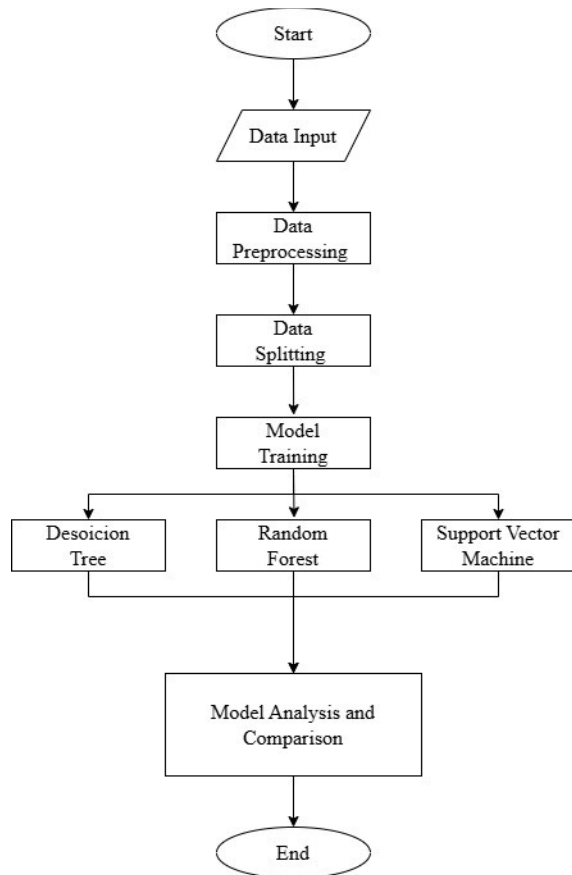 Start
Data Input
Data
Preprocessing
Data
Splitting
Model
Training
Desoicion
Tree
Random
Forest
Support Vector
Machine
Model Analysis and
Comparison
End